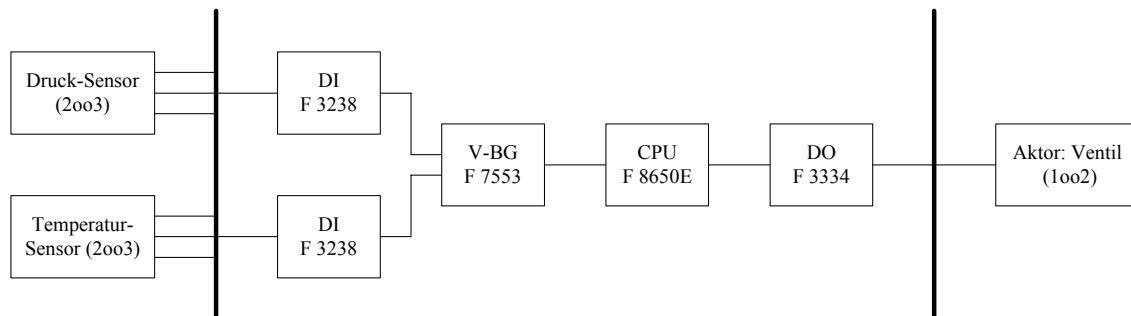 Druck-Sensor
(2oo3)
DI
F 3238
V-BG
F 7553
CPU
F 8650E
DO
F 3334
Aktor: Ventil
(1oo2)
Temperatur-
Sensor (2oo3)
DI
F 3238